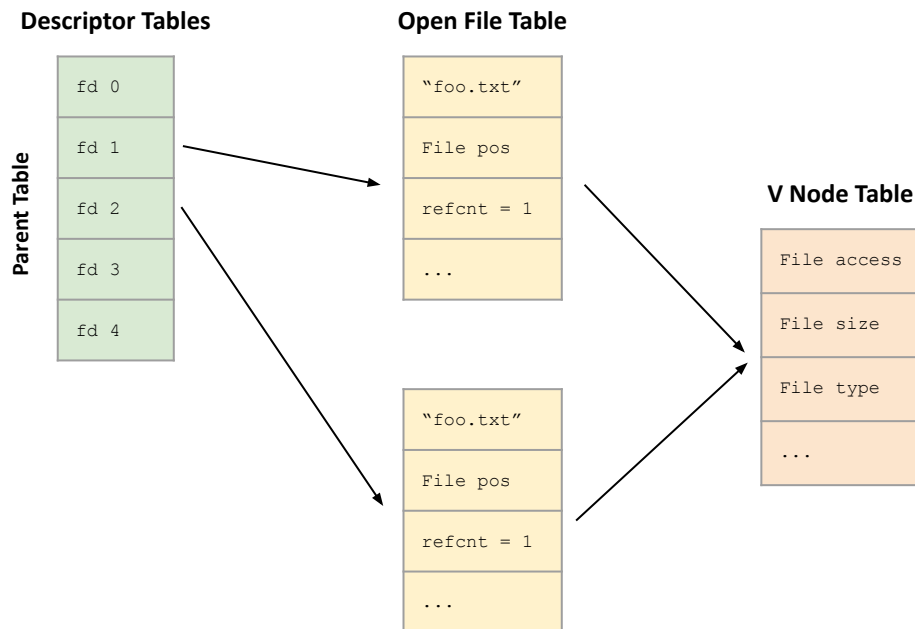 Descriptor Tables
Open File Table
Parent Table
fd 0
fd 1
fd 2
fd 3
fd 4
“foo.txt”
File pos
refcnt = 1
...
V Node Table
File access
File size
File type
...
“foo.txt”
File pos
refcnt = 1
...